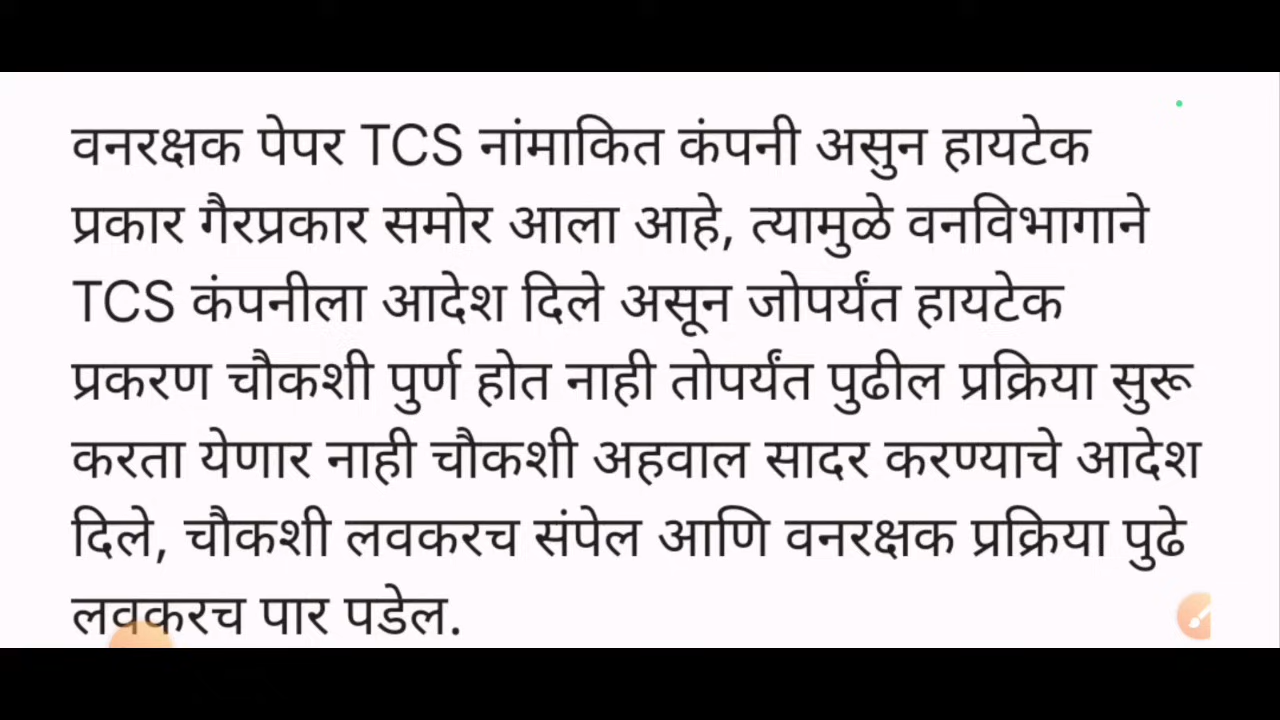 वनरक्षक पेपर TCS नांमाकित कंपनी असुन हायटेक
प्रकार गैरप्रकार समोर आला आहे, त्यामुळे वनविभागाने
TCS कंपनीला आदेश दिले असून जोपर्यंत हायटेक
प्रकरण चौकशी पुर्ण होत नाही तोपर्यंत पुढील प्रक्रिया सुरू
करता येणार नाही चौकशी अहवाल सादर करण्याचे आदेश
दिले, चौकशी लवकरच संपेल आणि वनरक्षक प्रक्रिया पुढे
लवकरच पार पडेल.